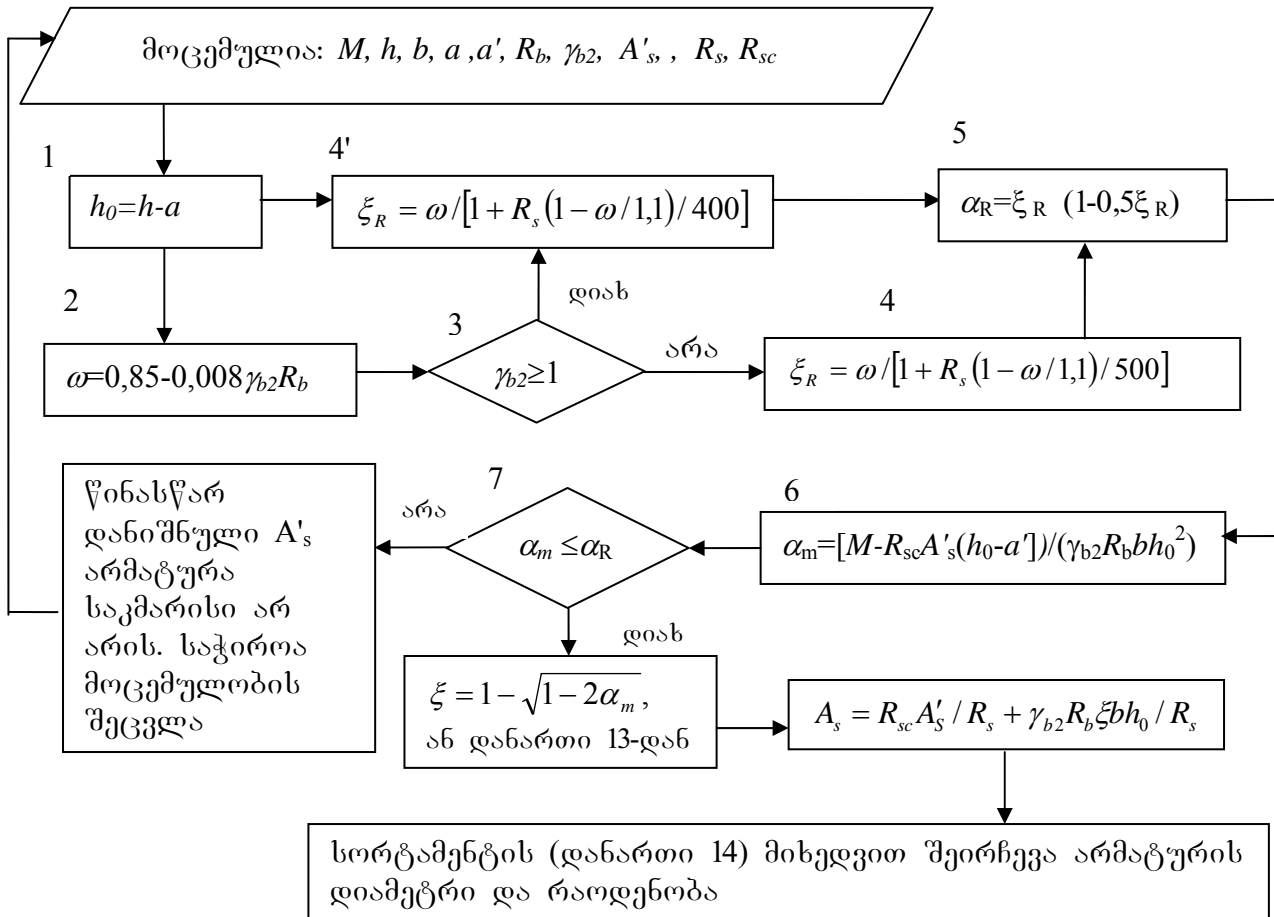 მოცემულია: M, h, b, a ,a', R_b, γ_b2, A'_s, , R_s, R_sc
1
4'
5
h_0=h-a
ξ_R = ω/[1 + R_s (1 − ω/1,1)/400]
α_R=ξ_R (1-0,5ξ_R)
2
3
დიახ
4
ω=0,85-0,008γ_b2R_b
γ_b2≥1
არა
ξ_R = ω/[1 + R_s (1 − ω/1,1)/500]
წინასწარ
დანიშნული A'_s
არმატურა
საკმარისი არ
არის. საჭიროა
მოცემულობის
შეცვლა
არა
7
α_m ≤α_R
6
α_m=[M-R_scA'_s(h_0-a'])/(γ_b2R_bbh_0^2)
დიახ
ξ = 1 − √(1 − 2α_m) ,
ან დანართი 13-დან
A_s = R_sc A'_S / R_s + γ_b2 R_b ξbh_0 / R_s
სორტამენტის (დანართი 14) მიხედვით შეირჩევა არმატურის
დიამეტრი და რაოდენობა